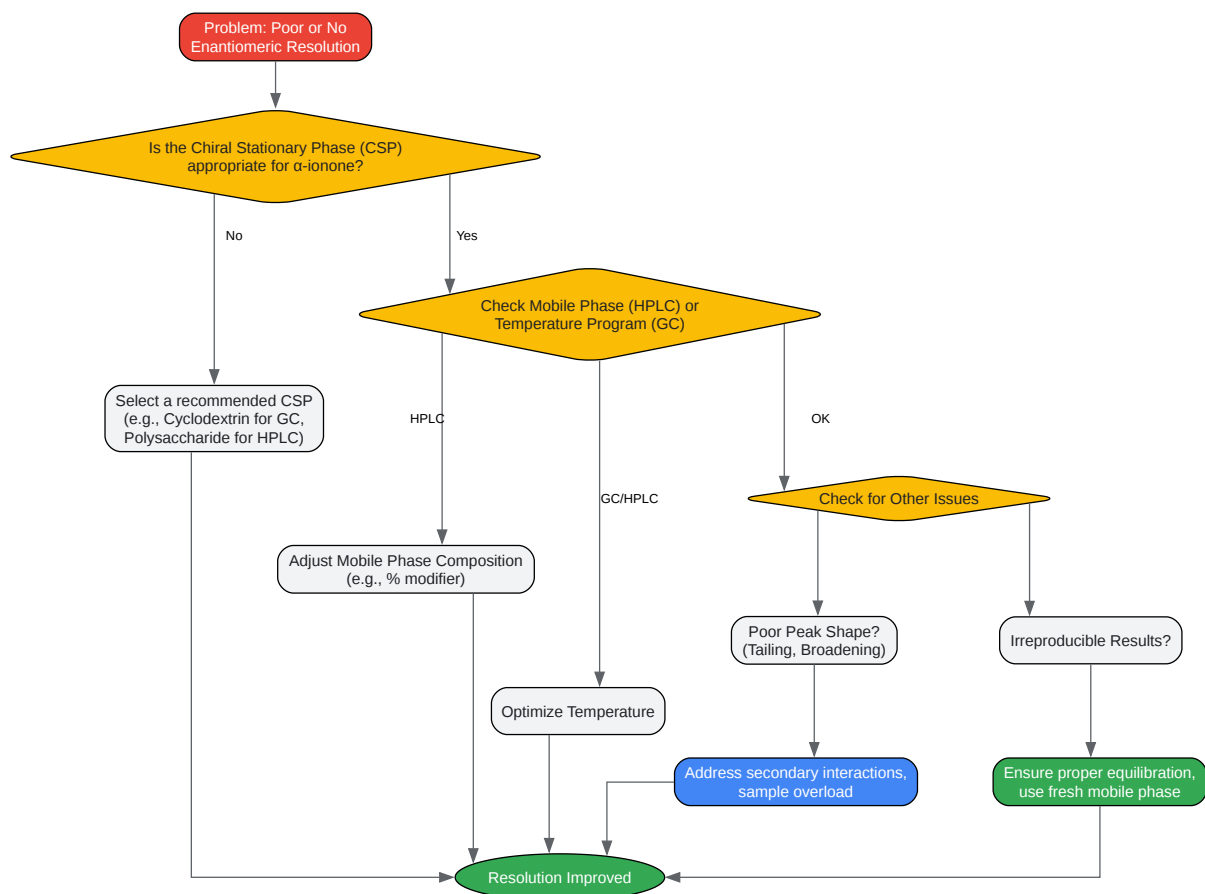 Problem: Poor or No
Enantiomeric Resolution
Is the Chiral Stationary Phase (CSP)
appropriate for α-ionone?
No
Yes
Check Mobile Phase (HPLC) or
Temperature Program (GC)
Select a recommended CSP
(e.g., Cyclodextrin for GC,
Polysaccharide for HPLC)
HPLC
OK
GC/HPLC
Check for Other Issues
Adjust Mobile Phase Composition
(e.g., % modifier)
Poor Peak Shape?
(Tailing, Broadening)
Irreproducible Results?
Optimize Temperature
Address secondary interactions,
sample overload
Ensure proper equilibration,
use fresh mobile phase
Resolution Improved